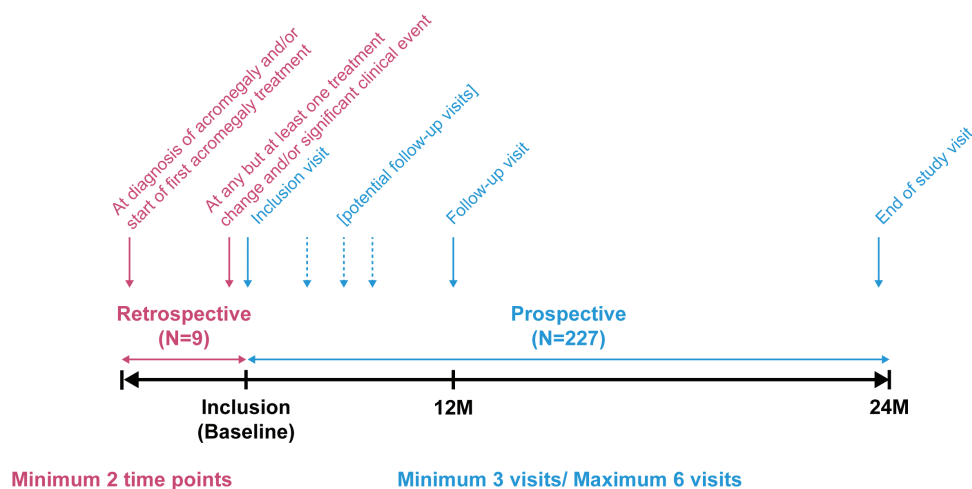 At diagnosis of acromegaly and/or
start of first acromegaly treatment
At any but at least one treatment
change and/or significant clinical event
Inclusion visit
[potential follow-up visits]
Follow-up visit
End of study visit
Retrospective
(N=9)
Prospective
(N=227)
Inclusion
(Baseline)
12M
24M
Minimum 2 time points
Minimum 3 visits/ Maximum 6 visits